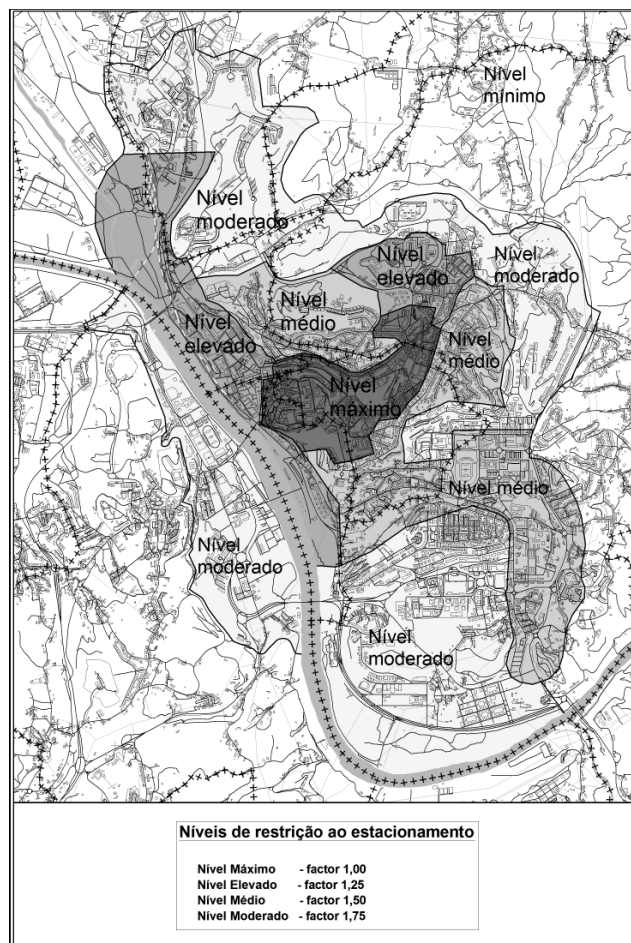 Nível
mínimo
Nível
moderado
Nível
elevado
Nível
moderado
Nível
médio
Nível
elevado
Nível
médio
Nível
máximo
Nível médio
Nível
moderado
Nível
moderado
Níveis de restrição ao estacionamento
Nível Máximo - factor 1,00
Nível Elevado - factor 1,25
Nível Médio - factor 1,50
Nível Moderado - factor 1,75